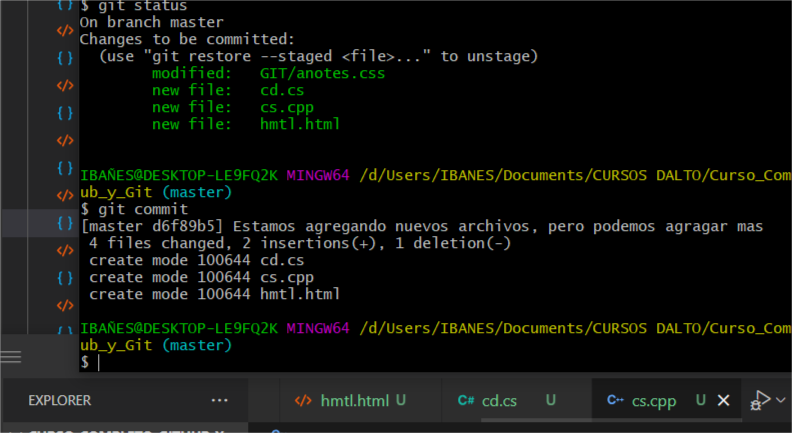 $ git status
On branch master
Changes to be committed:
(use "git restore --staged <file>..." to unstage)
modified: GIT/anotes.css
new file: cd.cs
new file: cs.cpp
new file: hmtl.html
IBAÑES@DESKTOP-LE9FQ2K MINGW64 /d/Users/IBANES/Documents/CURSOS DALTO/Curso_Com
ub_y_Git (master)
$ git commit
[master d6f89b5] Estamos agregando nuevos archivos, pero podemos agragar mas
4 files changed, 2 insertions(+), 1 deletion(-)
create mode 100644 cd.cs
create mode 100644 cs.cpp
create mode 100644 hmtl.html
IBAÑES@DESKTOP-LE9FQ2K MINGW64 /d/Users/IBANES/Documents/CURSOS DALTO/Curso_Com
ub_y_Git (master)
$
EXPLORER ··· hmtl.html U C# cd.cs U C++ cs.cpp U